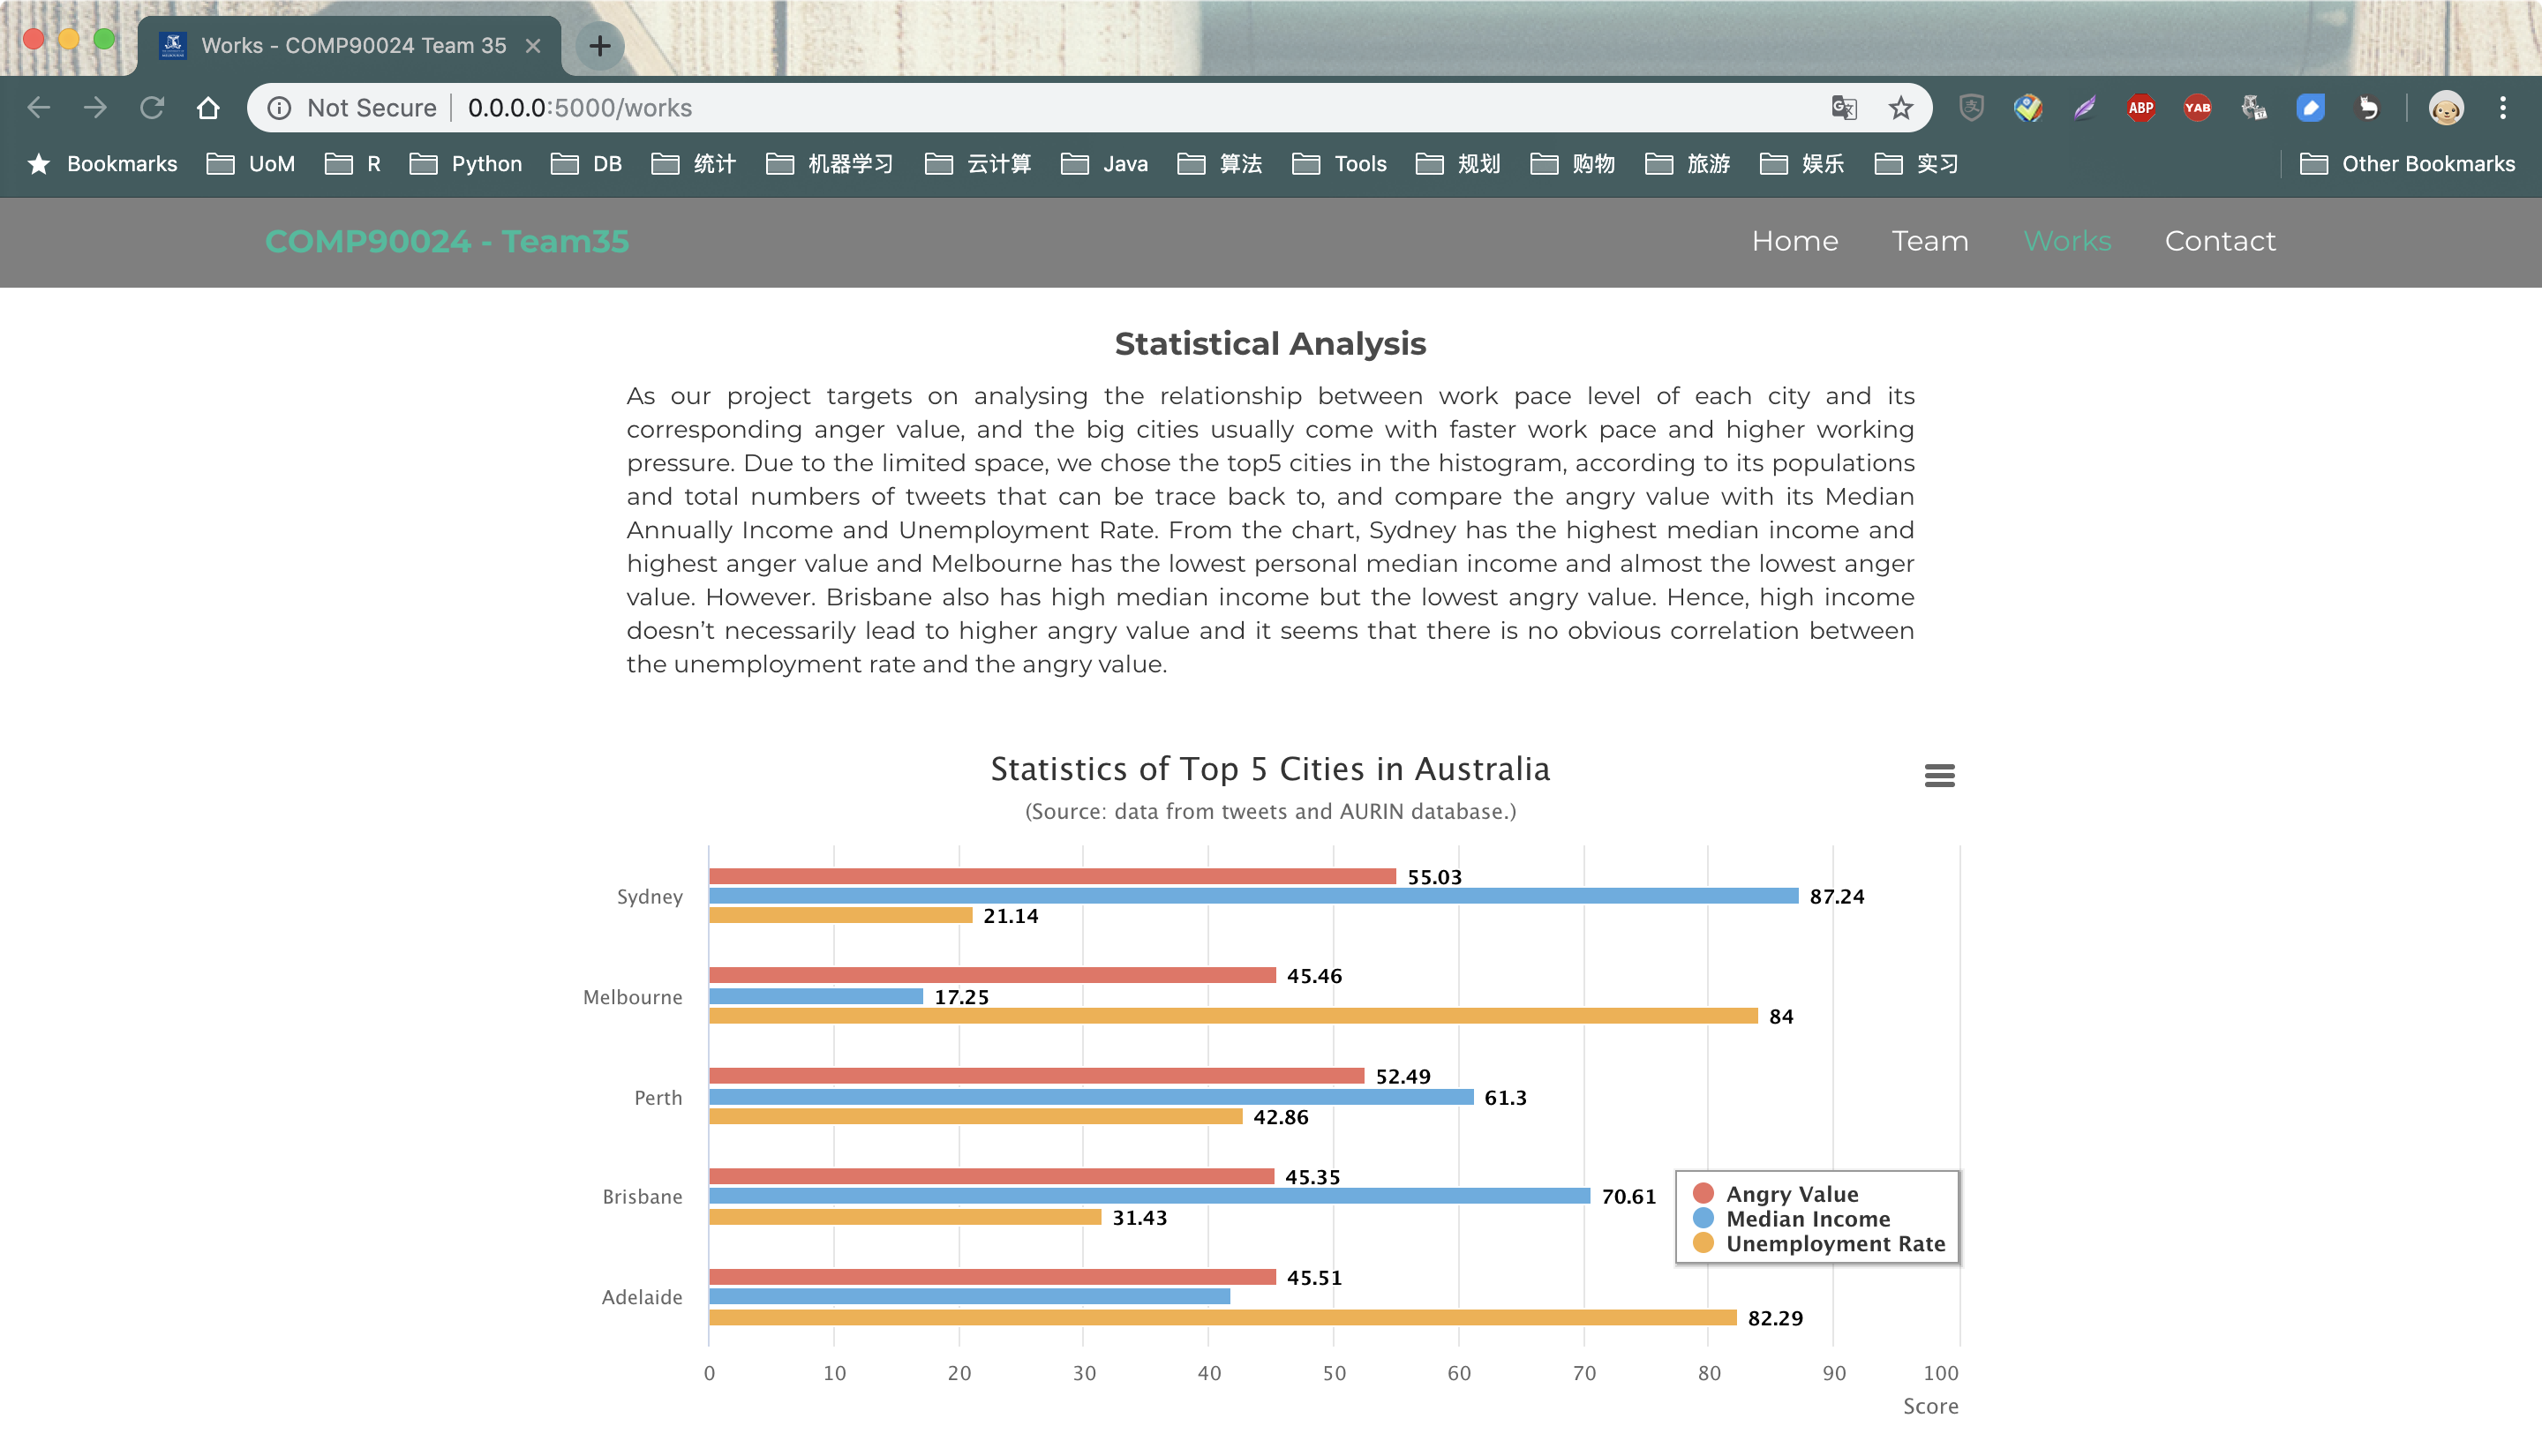 Works - COMP90024 Team 35
Not Secure 0.0.0.0:5000/works
Bookmarks UoM R Python DB 统计 机器学习 云计算 Java 算法 Tools 规划 购物 旅游 娱乐 实习 Other Bookmarks
COMP90024 - Team35 Home Team Works Contact
Statistical Analysis
As our project targets on analysing the relationship between work pace level of each city and its
corresponding anger value, and the big cities usually come with faster work pace and higher working
pressure. Due to the limited space, we chose the top5 cities in the histogram, according to its populations
and total numbers of tweets that can be trace back to, and compare the angry value with its Median
Annually Income and Unemployment Rate. From the chart, Sydney has the highest median income and
highest anger value and Melbourne has the lowest personal median income and almost the lowest anger
value. However. Brisbane also has high median income but the lowest angry value. Hence, high income
doesn't necessarily lead to higher angry value and it seems that there is no obvious correlation between
the unemployment rate and the angry value.
Statistics of Top 5 Cities in Australia
(Source: data from tweets and AURIN database.)
55.03
Sydney 87.24
21.14
45.46
Melbourne 17.25
84
52.49
Perth 61.3
42.86
45.35
Brisbane 70.61
31.43
Angry Value
Median Income
Unemployment Rate
45.51
Adelaide
82.29
0 10 20 30 40 50 60 70 80 90 100
Score
ABP
YAB
17